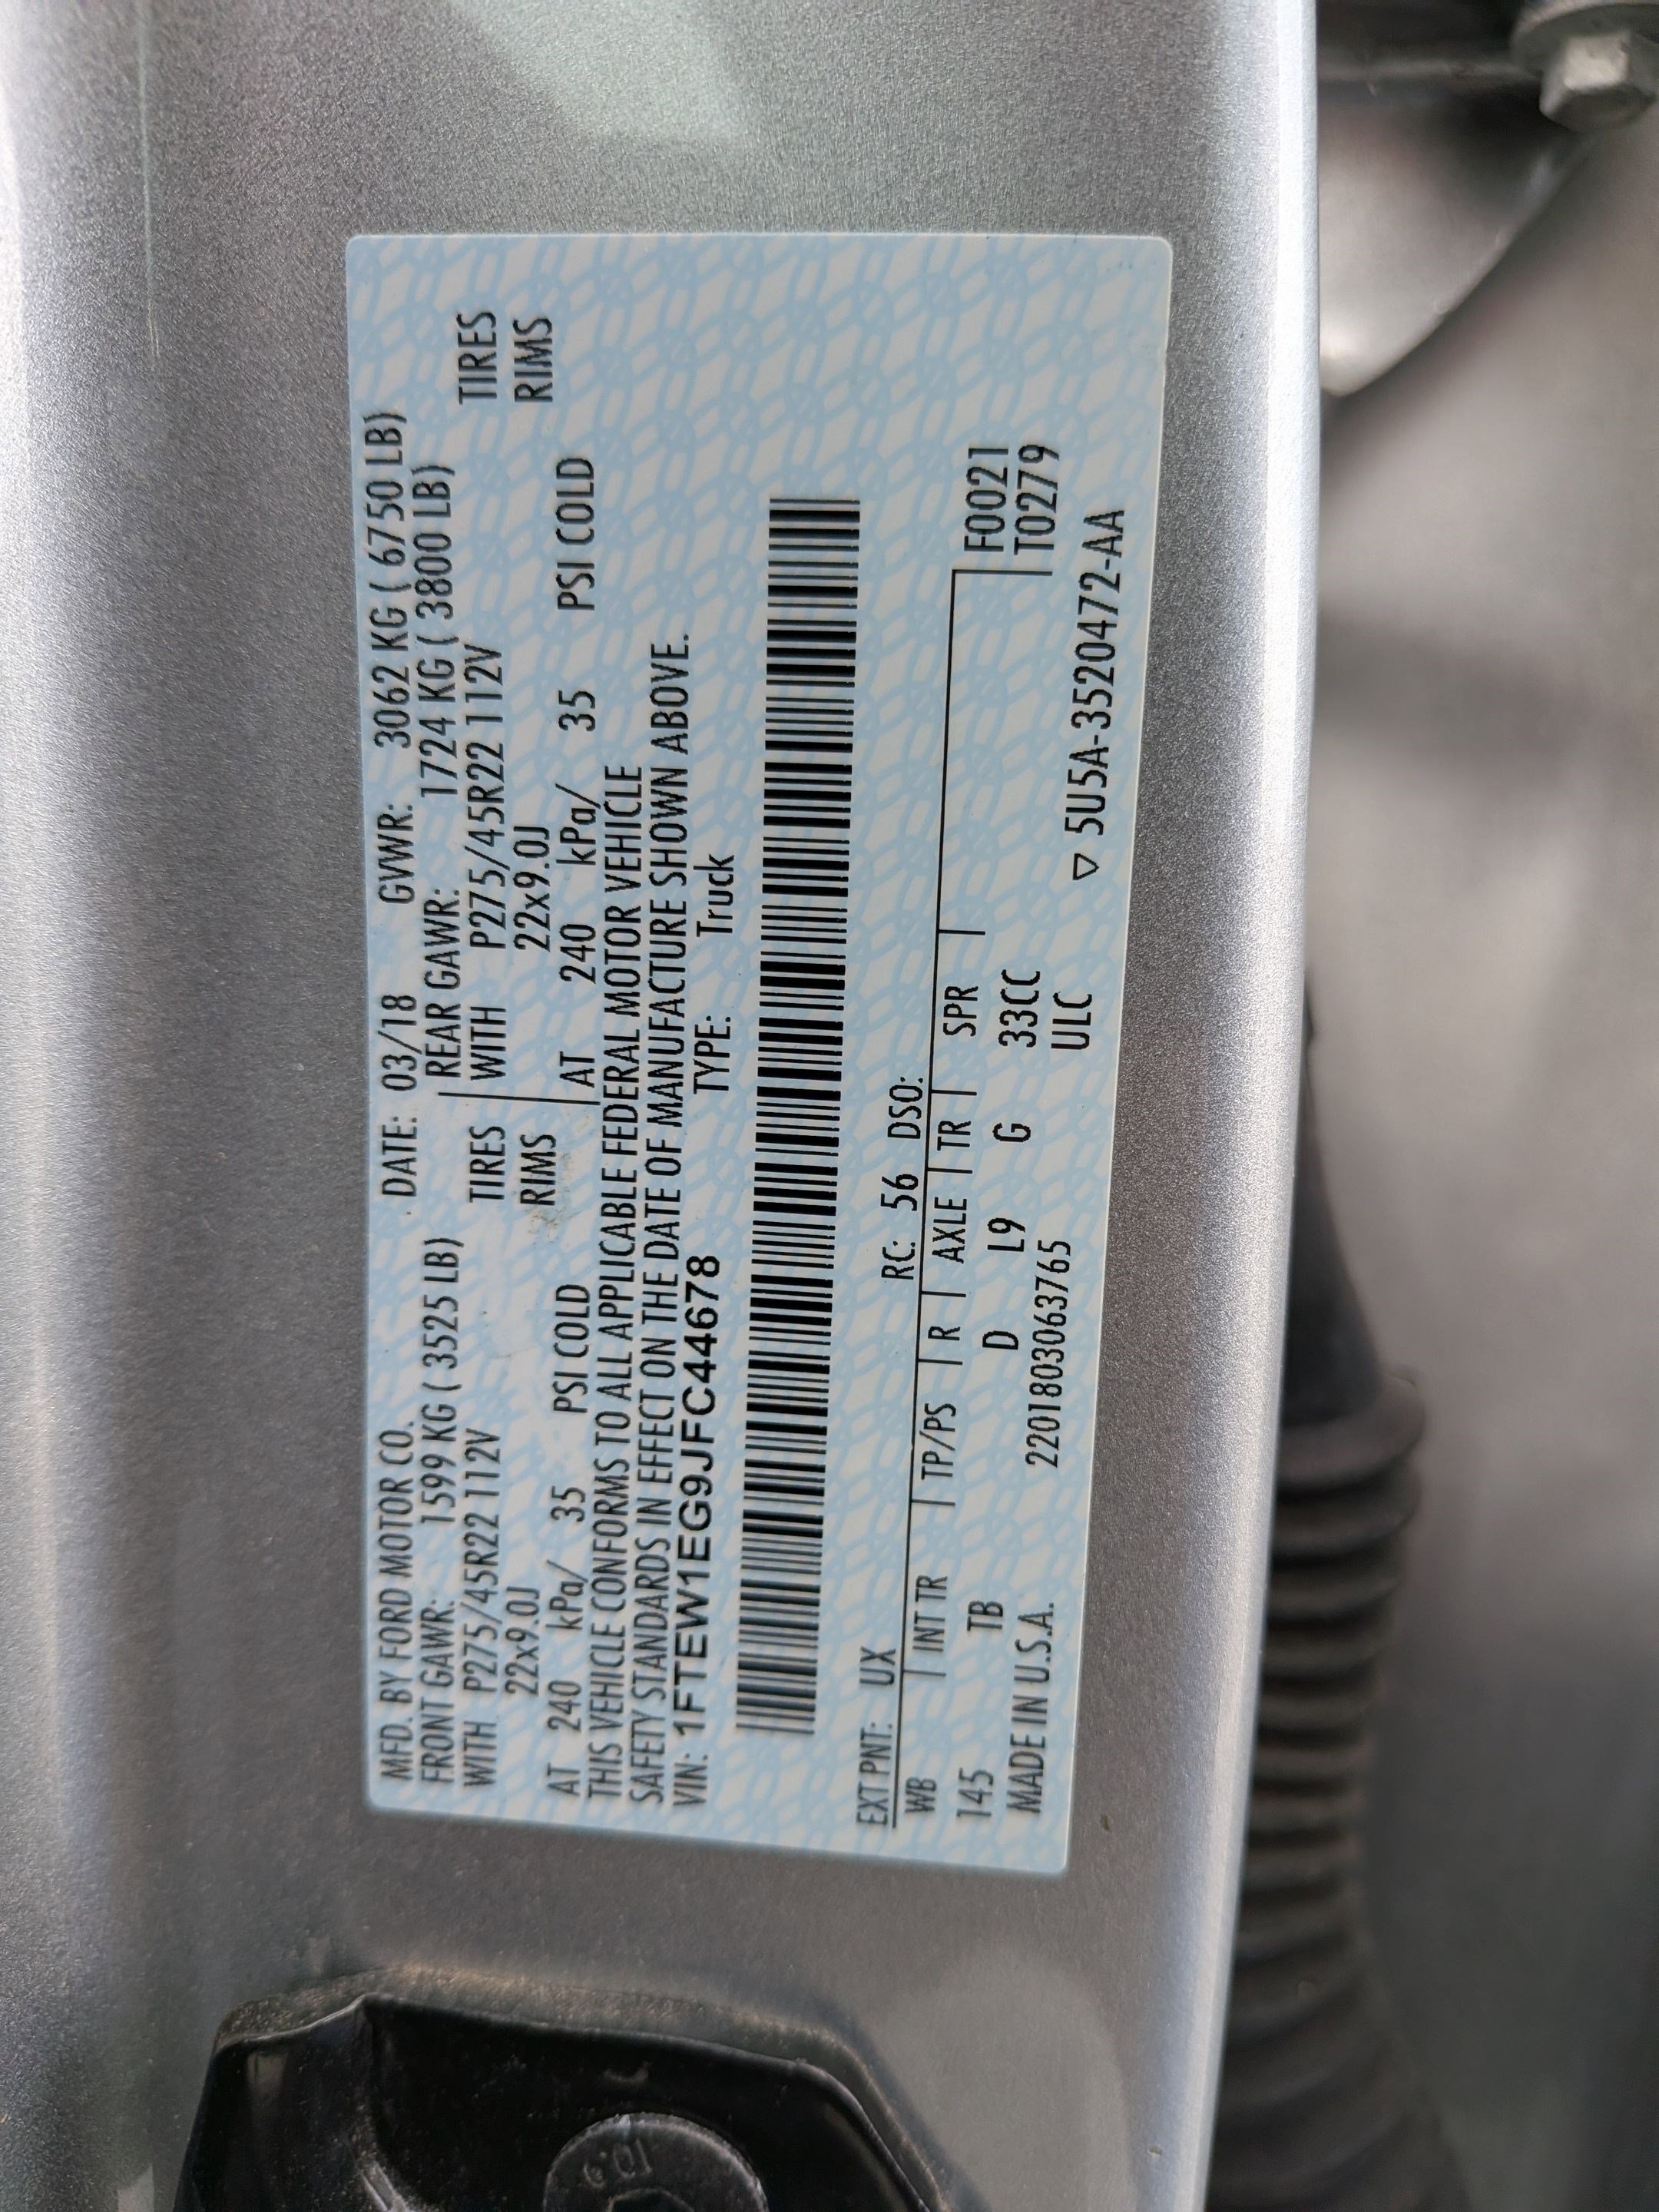 MFD. BY FORD MOTOR CO. DATE: 03/18 GVWR: 3062 KG ( 6750 LB)
FRONT GAWR: 1599 KG ( 3525 LB) REAR GAWR: 1724 KG ( 3800 LB)
WITH P275/45R22 112V TIRES WITH P275/45R22 112V TIRES
22x9.0J RIMS 22x9.0J RIMS
AT 240 kPa/ 35 PSI COLD AT 240 kPa/ 35 PSI COLD
THIS VEHICLE CONFORMS TO ALL APPLICABLE FEDERAL MOTOR VEHICLE
SAFETY STANDARDS IN EFFECT ON THE DATE OF MANUFACTURE SHOWN ABOVE.
VIN: 1FTEW1EG9JFC44678 TYPE: Truck
EXT PNT: UX RC: 56 DSO:
WB INT TR TP/PS R AXLE TR SPR F0021
145 TB D L9 G 33CC T0279
MADE IN U.S.A. 2201803063765 ULC
▽ 5U5A-3520472-AA
10.9